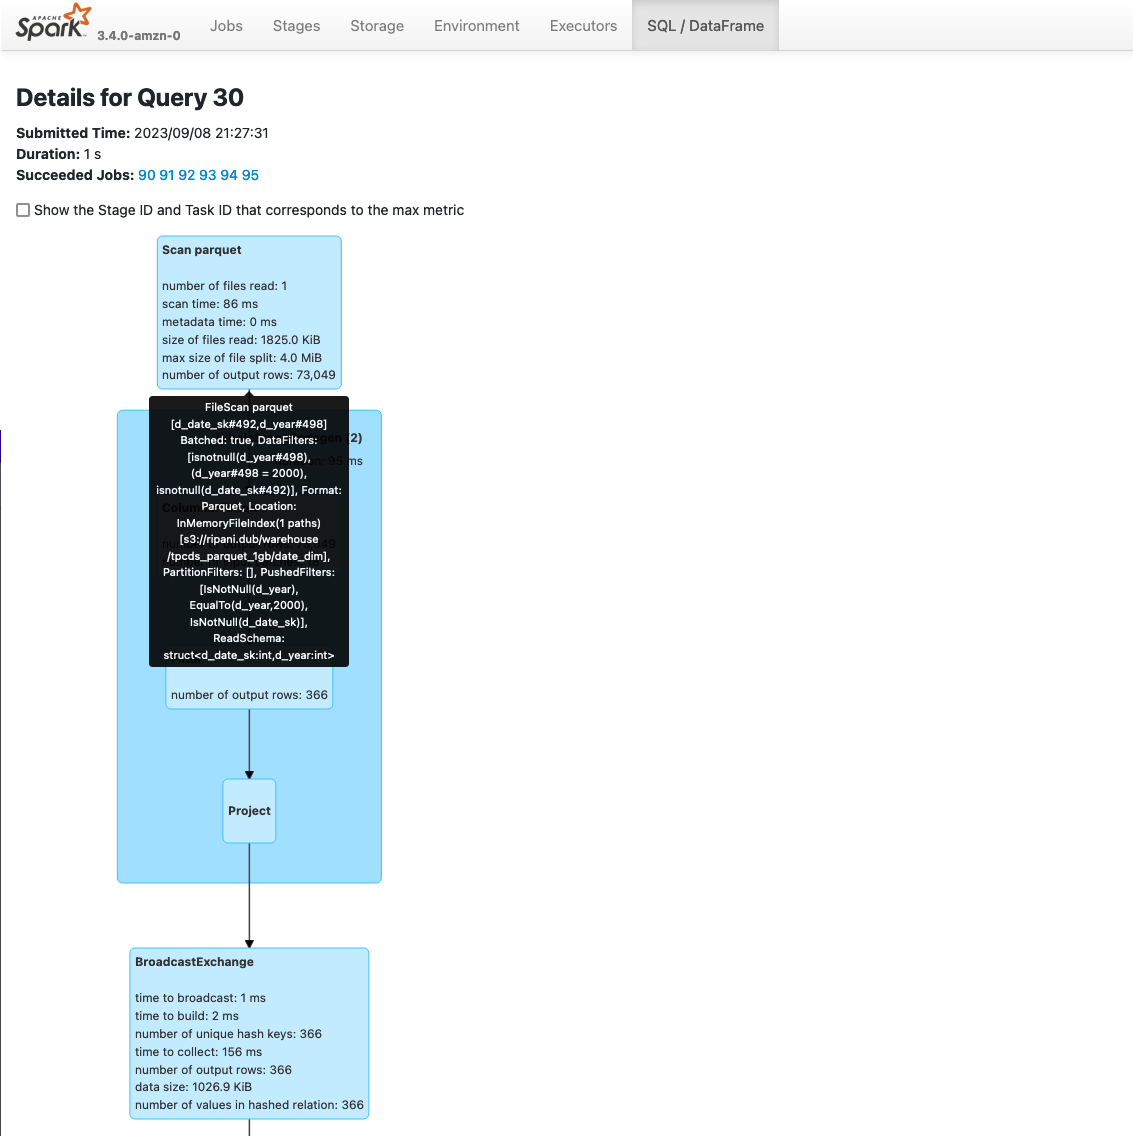 APACHE
Spark 3.4.0-amzn-0 Jobs Stages Storage Environment Executors SQL / DataFrame
Details for Query 30
Submitted Time: 2023/09/08 21:27:31
Duration: 1 s
Succeeded Jobs: 90 91 92 93 94 95
Show the Stage ID and Task ID that corresponds to the max metric
Scan parquet
number of files read: 1
scan time: 86 ms
metadata time: 0 ms
size of files read: 1825.0 KiB
max size of file split: 4.0 MiB
number of output rows: 73,049
FileScan parquet
[d_date_sk#492,d_year#498]
Batched: true, DataFilters:
[isnotnull(d_year#498),
(d_year#498 = 2000),
isnotnull(d_date_sk#492)], Format:
Parquet, Location:
InMemoryFileIndex(1 paths)
[s3://ripani.dub/warehouse
/tpcds_parquet_1gb/date_dim],
PartitionFilters: [], PushedFilters:
[IsNotNull(d_year),
EqualTo(d_year,2000),
IsNotNull(d_date_sk)],
ReadSchema:
struct<d_date_sk:int,d_year:int>
(2)
95 ms
number of output rows: 366
Project
BroadcastExchange
time to broadcast: 1 ms
time to build: 2 ms
number of unique hash keys: 366
time to collect: 156 ms
number of output rows: 366
data size: 1026.9 KiB
number of values in hashed relation: 366